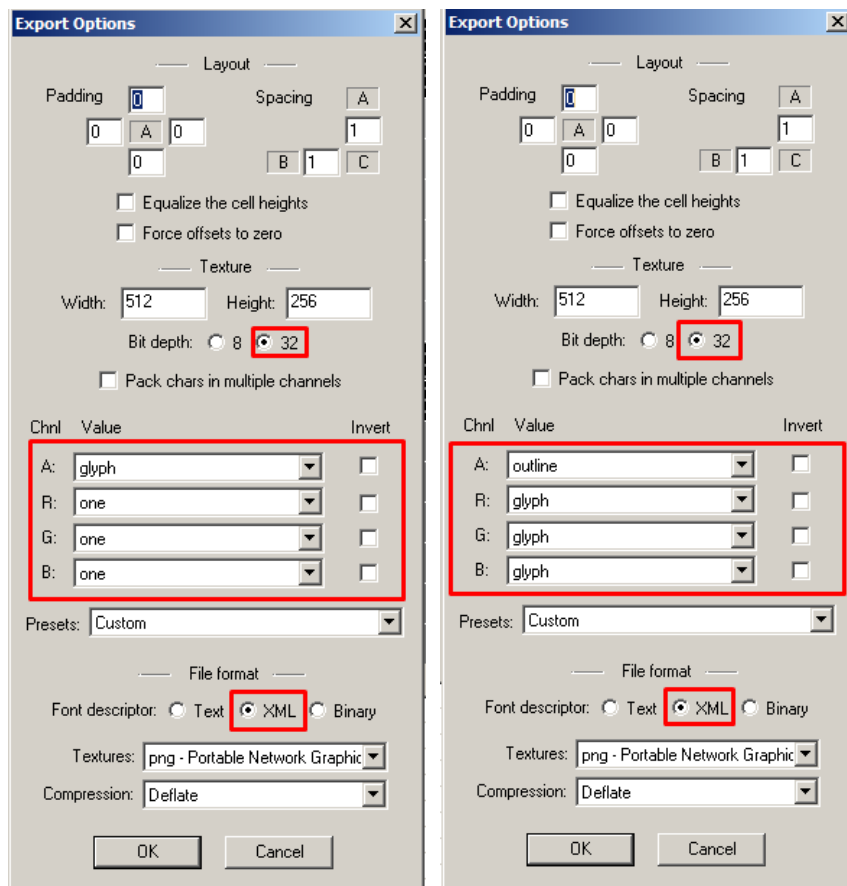 Export Options
Layout
Padding 0 Spacing A
0 A 0 1
0 B 1 C
Equalize the cell heights
Force offsets to zero
Texture
Width: 512 Height: 256
Bit depth: 8 32
Pack chars in multiple channels
Chnl Value Invert
A: glyph
R: one
G: one
B: one
Presets: Custom
File format
Font descriptor: Text XML Binary
Textures: png - Portable Network Graphic
Compression: Deflate
OK Cancel
Export Options
Layout
Padding 0 Spacing A
0 A 0 1
0 B 1 C
Equalize the cell heights
Force offsets to zero
Texture
Width: 512 Height: 256
Bit depth: 8 32
Pack chars in multiple channels
Chnl Value Invert
A: outline
R: glyph
G: glyph
B: glyph
Presets: Custom
File format
Font descriptor: Text XML Binary
Textures: png - Portable Network Graphic
Compression: Deflate
OK Cancel